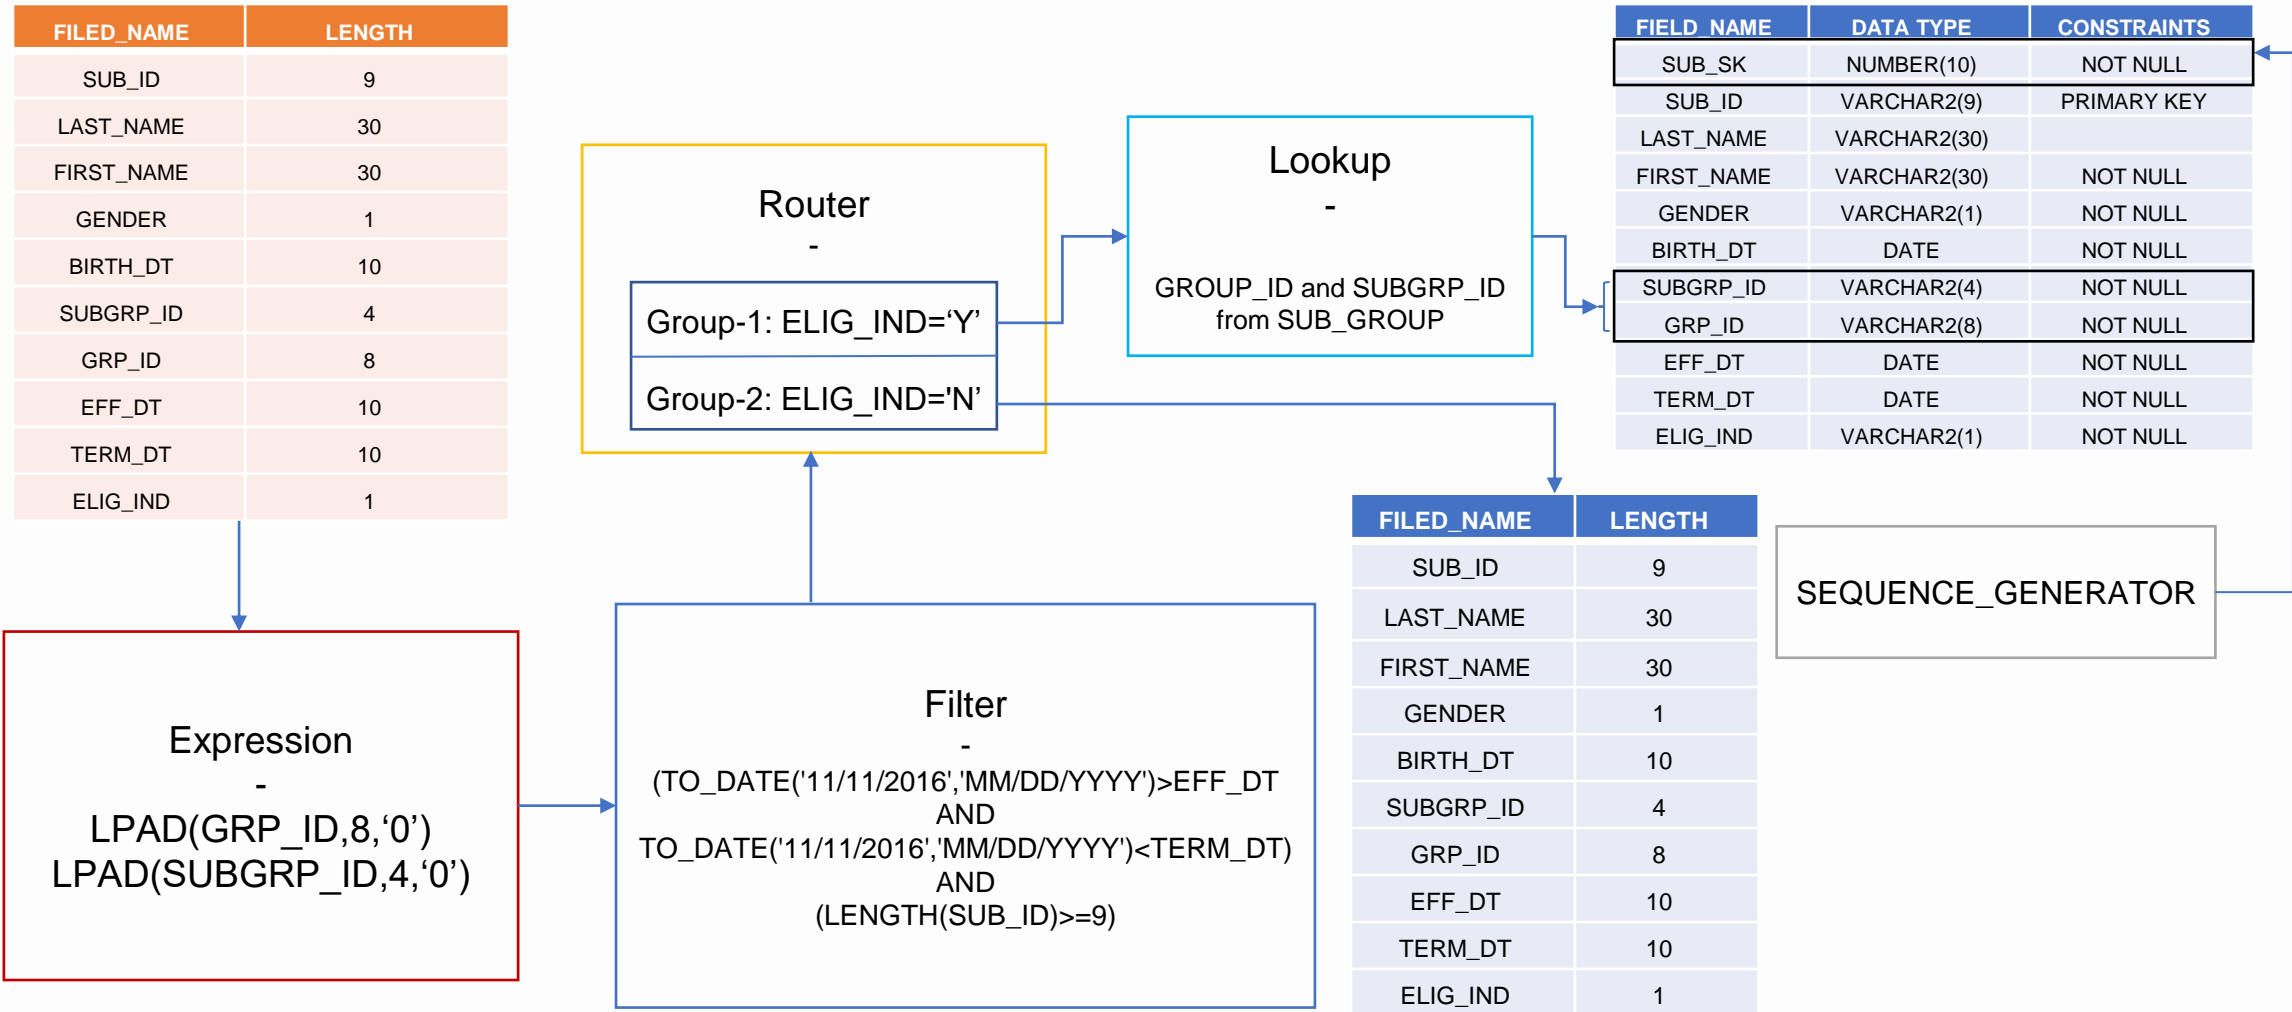 FILED_NAME LENGTH
SUB_ID 9
LAST_NAME 30
FIRST_NAME 30
GENDER 1
BIRTH_DT 10
SUBGRP_ID 4
GRP_ID 8
EFF_DT 10
TERM_DT 10
ELIG_IND 1
Expression
-
LPAD(GRP_ID,8,‘0’)
LPAD(SUBGRP_ID,4,‘0’)
Filter
-
(TO_DATE('11/11/2016','MM/DD/YYYY')>EFF_DT
AND
TO_DATE('11/11/2016','MM/DD/YYYY')<TERM_DT)
AND
(LENGTH(SUB_ID)>=9)
Router
-
Group-1: ELIG_IND=‘Y’
Group-2: ELIG_IND='N’
Lookup
-
GROUP_ID and SUBGRP_ID
from SUB_GROUP
FIELD_NAME DATA TYPE CONSTRAINTS
SUB_SK NUMBER(10) NOT NULL
SUB_ID VARCHAR2(9) PRIMARY KEY
LAST_NAME VARCHAR2(30)
FIRST_NAME VARCHAR2(30) NOT NULL
GENDER VARCHAR2(1) NOT NULL
BIRTH_DT DATE NOT NULL
SUBGRP_ID VARCHAR2(4) NOT NULL
GRP_ID VARCHAR2(8) NOT NULL
EFF_DT DATE NOT NULL
TERM_DT DATE NOT NULL
ELIG_IND VARCHAR2(1) NOT NULL
FILED_NAME LENGTH
SUB_ID 9
LAST_NAME 30
FIRST_NAME 30
GENDER 1
BIRTH_DT 10
SUBGRP_ID 4
GRP_ID 8
EFF_DT 10
TERM_DT 10
ELIG_IND 1
SEQUENCE_GENERATOR